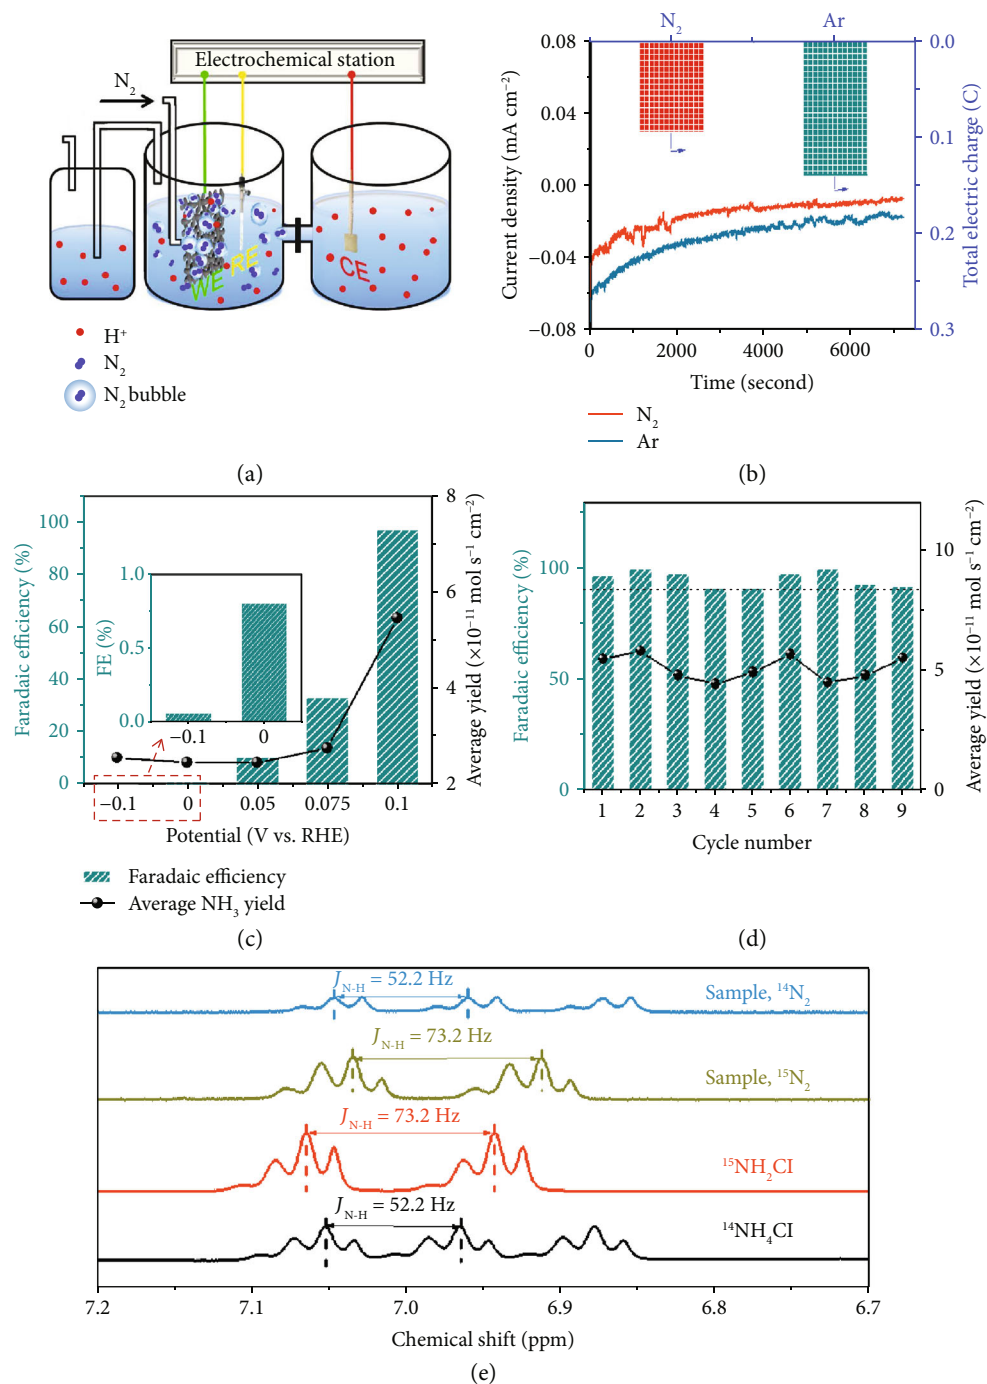 Electrochemical station
N2
WE
RE
CE
H+
N2
N2 bubble
(a)
N2
Ar
0.08
0.04
0.00
−0.04
−0.08
Current density (mA cm−2)
0.0
0.1
0.2
0.3
Total electric charge (C)
0
2000
4000
6000
Time (second)
N2
Ar
(b)
100
80
60
40
20
0
Faradaic efficiency (%)
8
6
4
2
Average yield (×10−11 mol s−1 cm−2)
1.0
0.5
0.0
FE (%)
−0.1
0
−0.1
0
0.05
0.075
0.1
Potential (V vs. RHE)
Faradaic efficiency
Average NH3 yield
(c)
100
50
0
Faradaic efficiency (%)
10
5
0
Average yield (×10−11 mol s−1 cm−2)
1 2 3 4 5 6 7 8 9
Cycle number
(d)
JN-H = 52.2 Hz
Sample, 14N2
JN-H = 73.2 Hz
Sample, 15N2
JN-H = 73.2 Hz
15NH2CI
JN-H = 52.2 Hz
14NH4CI
7.2
7.1
7.0
6.9
6.8
6.7
Chemical shift (ppm)
(e)